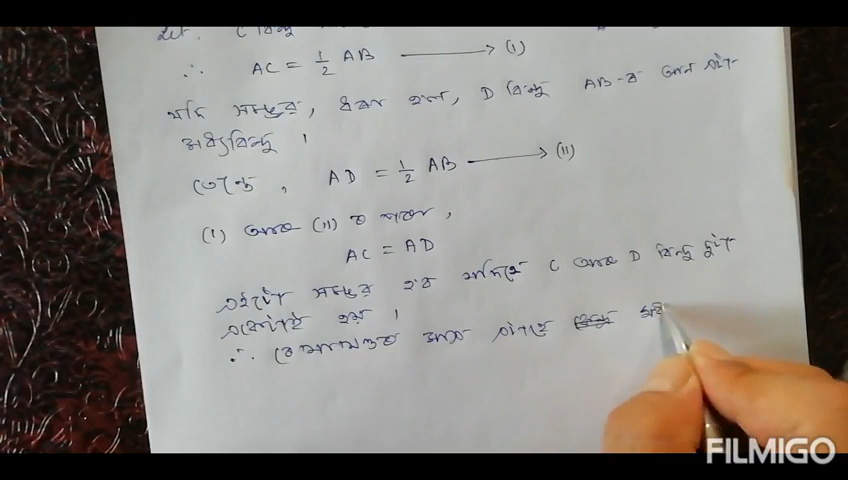 Let. C বিন্দু
∴ AC = 1/2 AB ⟶ (I)
যদি সম্ভৱ, ধৰা হ'ল, D বিন্দু AB-ৰ আন এটা
মধ্যবিন্দু ।
তেন্তে, AD = 1/2 AB ⟶ (II)
(I) আৰু (II) ৰ পৰা,
AC = AD
এইটো সম্ভৱ হ'ব যদিহে C আৰু D বিন্দু দুটা
একেটাই হয় ।
∴ ৰেখাখণ্ডৰ মাত্ৰ এটাহে
FILMIGO